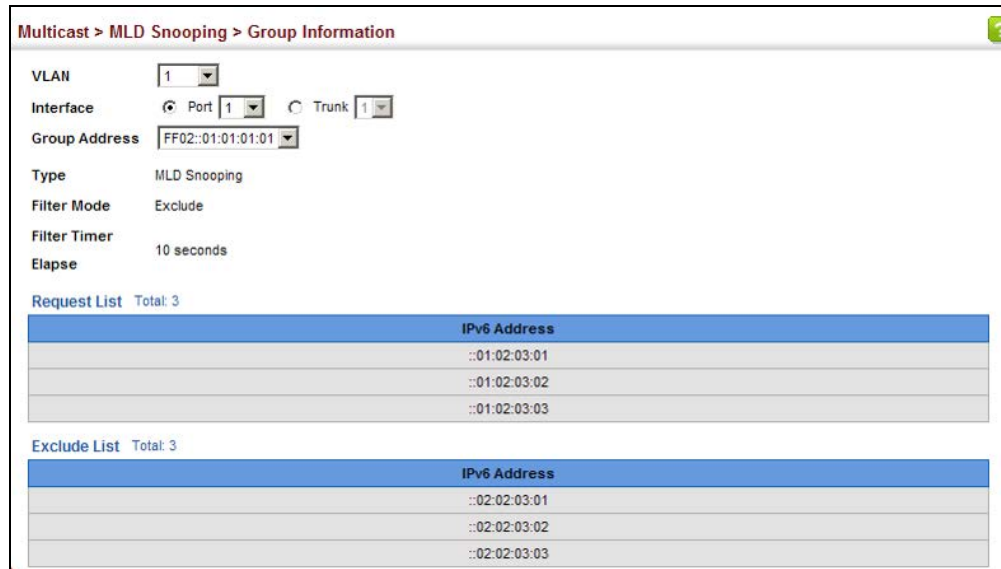 Multicast > MLD Snooping > Group Information ?
VLAN 1
Interface Port 1 Trunk 1
Group Address FF02::01:01:01:01
Type MLD Snooping
Filter Mode Exclude
Filter Timer
Elapse 10 seconds
Request List Total: 3
IPv6 Address
::01:02:03:01
::01:02:03:02
::01:02:03:03
Exclude List Total: 3
IPv6 Address
::02:02:03:01
::02:02:03:02
::02:02:03:03